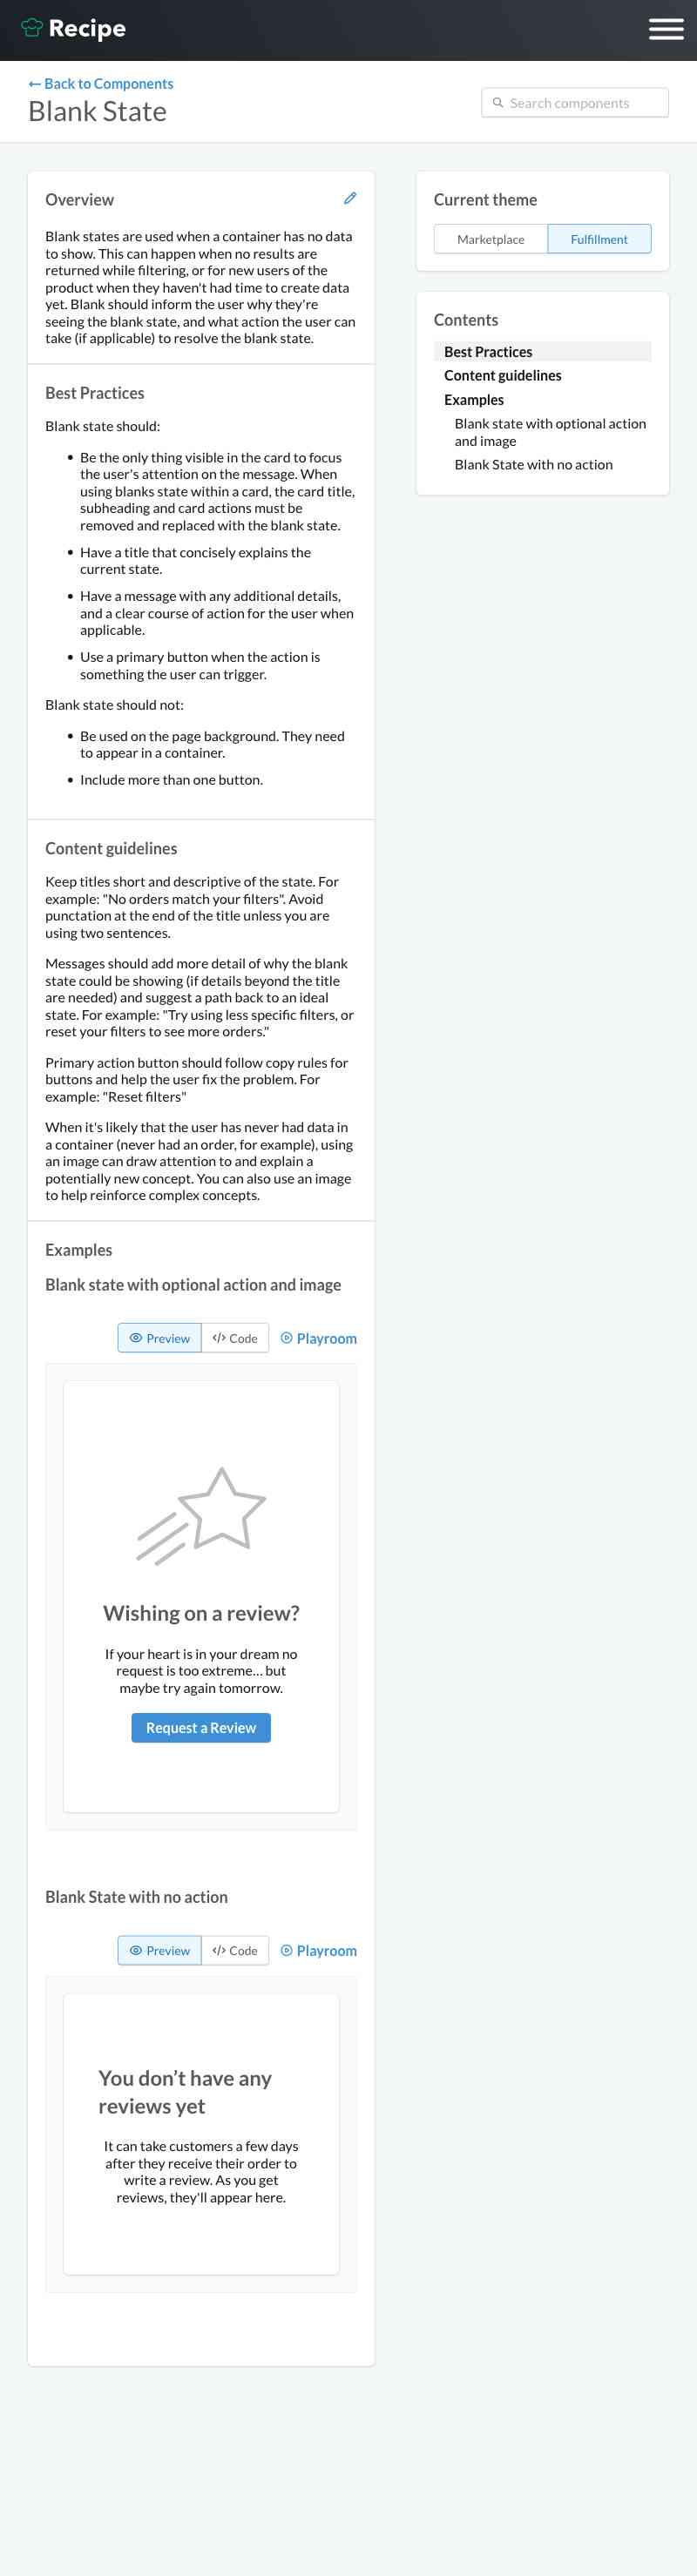 Recipe
← Back to Components
Blank State
Search components
Overview
Blank states are used when a container has no data
to show. This can happen when no results are
returned while filtering, or for new users of the
product when they haven't had time to create data
yet. Blank should inform the user why they're
seeing the blank state, and what action the user can
take (if applicable) to resolve the blank state.
Best Practices
Blank state should:
• Be the only thing visible in the card to focus
the user's attention on the message. When
using blanks state within a card, the card title,
subheading and card actions must be
removed and replaced with the blank state.
• Have a title that concisely explains the
current state.
• Have a message with any additional details,
and a clear course of action for the user when
applicable.
• Use a primary button when the action is
something the user can trigger.
Blank state should not:
• Be used on the page background. They need
to appear in a container.
• Include more than one button.
Content guidelines
Keep titles short and descriptive of the state. For
example: "No orders match your filters". Avoid
punctation at the end of the title unless you are
using two sentences.
Messages should add more detail of why the blank
state could be showing (if details beyond the title
are needed) and suggest a path back to an ideal
state. For example: "Try using less specific filters, or
reset your filters to see more orders."
Primary action button should follow copy rules for
buttons and help the user fix the problem. For
example: "Reset filters"
When it's likely that the user has never had data in
a container (never had an order, for example), using
an image can draw attention to and explain a
potentially new concept. You can also use an image
to help reinforce complex concepts.
Examples
Blank state with optional action and image
Preview
Code
Playroom
Wishing on a review?
If your heart is in your dream no
request is too extreme... but
maybe try again tomorrow.
Request a Review
Blank State with no action
Preview
Code
Playroom
You don’t have any
reviews yet
It can take customers a few days
after they receive their order to
write a review. As you get
reviews, they'll appear here.
Current theme
Marketplace
Fulfillment
Contents
Best Practices
Content guidelines
Examples
Blank state with optional action
and image
Blank State with no action